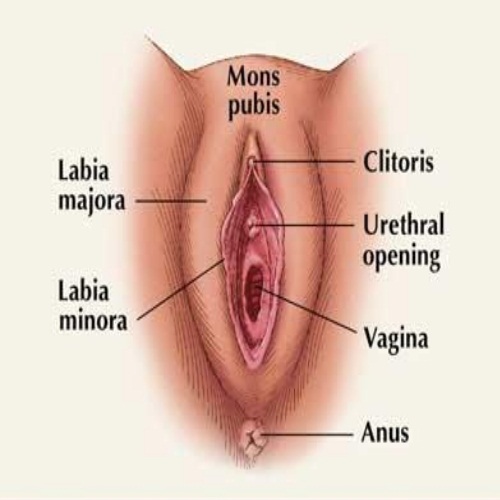 Mons
pubis
Clitoris
Labia
majora
Urethral
opening
Labia
minora
Vagina
Anus